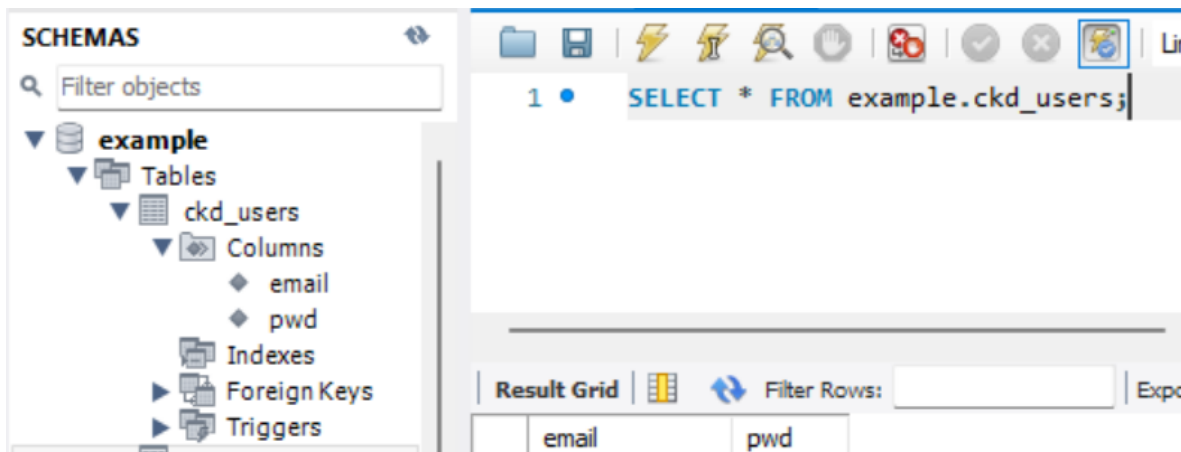 SCHEMAS
Filter objects
example
Tables
ckd_users
Columns
email
pwd
Indexes
Foreign Keys
Triggers
1
SELECT * FROM example.ckd_users;
Result Grid
Filter Rows:
email pwd